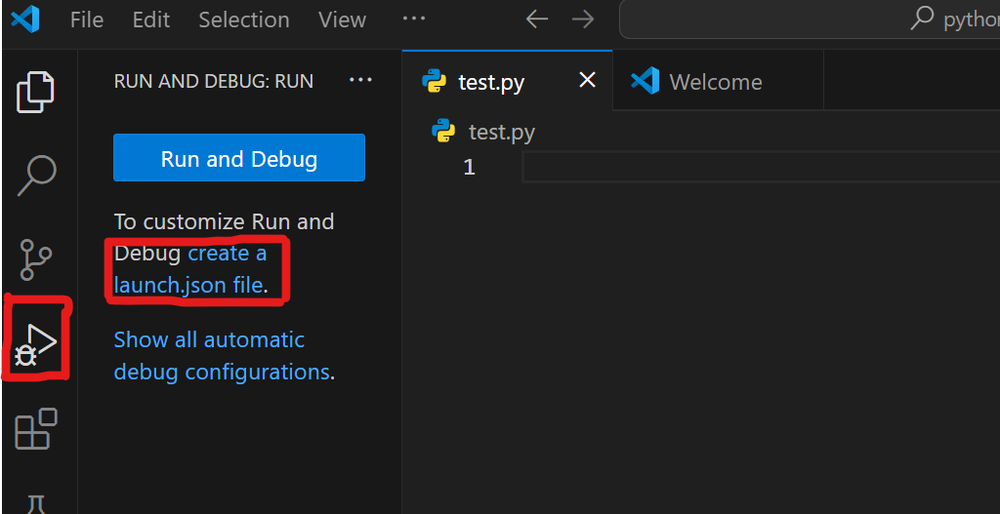 File Edit Selection View ···
pytho
RUN AND DEBUG: RUN ···
test.py
Welcome
Run and Debug
test.py
1
To customize Run and
Debug create a
launch.json file.
Show all automatic
debug configurations.